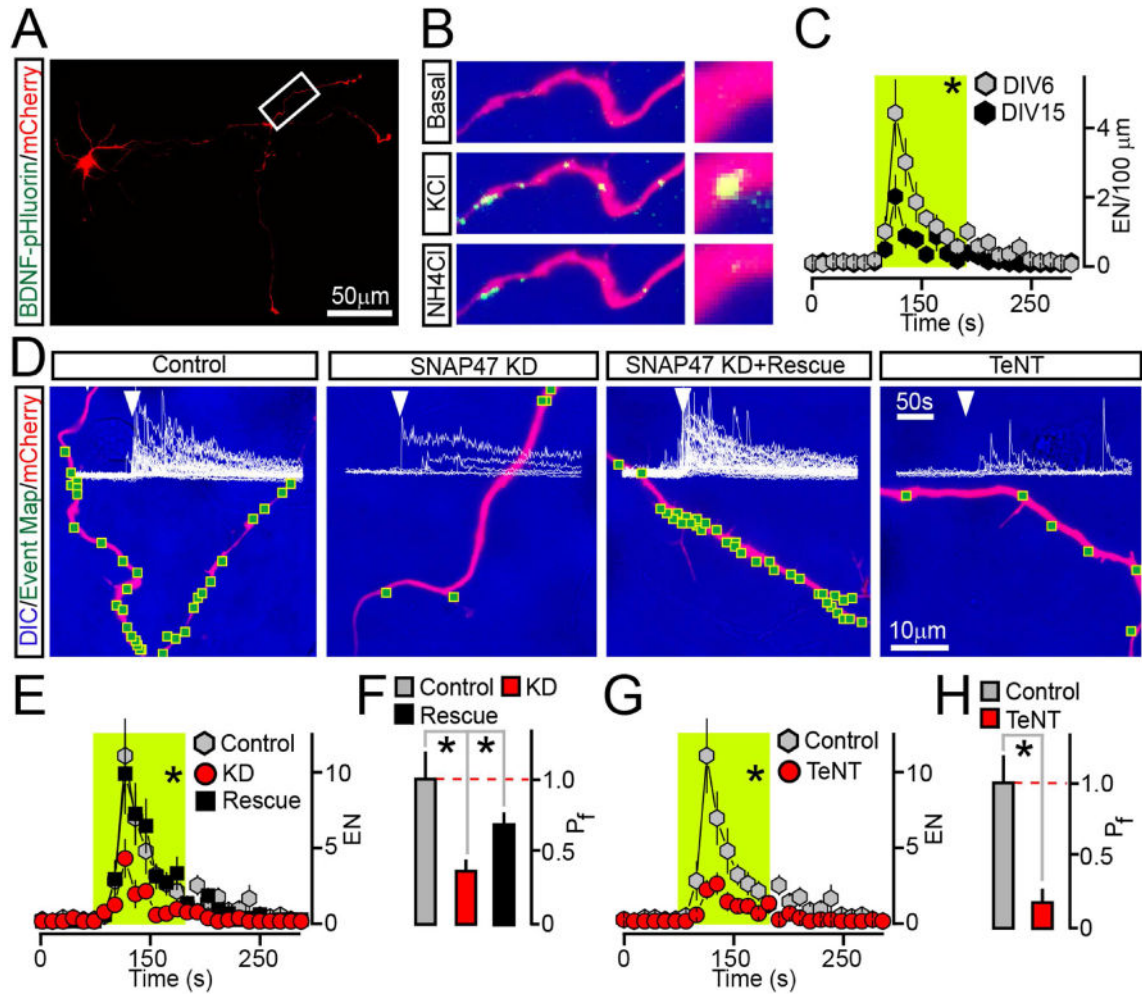 A
BDNF-pHluorin/mCherry
50µm
B
Basal
KCl
NH4Cl
C
DIV6
DIV15
*
4
2
0
EN/100 µm
0 150 250
Time (s)
D
DIC/Event Map/mCherry
Control
SNAP47 KD
SNAP47 KD+Rescue
TeNT
50s
10µm
E
Control
KD
Rescue
*
10
5
0
EN
0 150 250
Time (s)
F
Control KD
Rescue
* *
1.0
0.5
0
Pf
G
Control
TeNT
*
10
5
0
EN
0 150 250
Time (s)
H
Control
TeNT
*
1.0
0.5
0
Pf